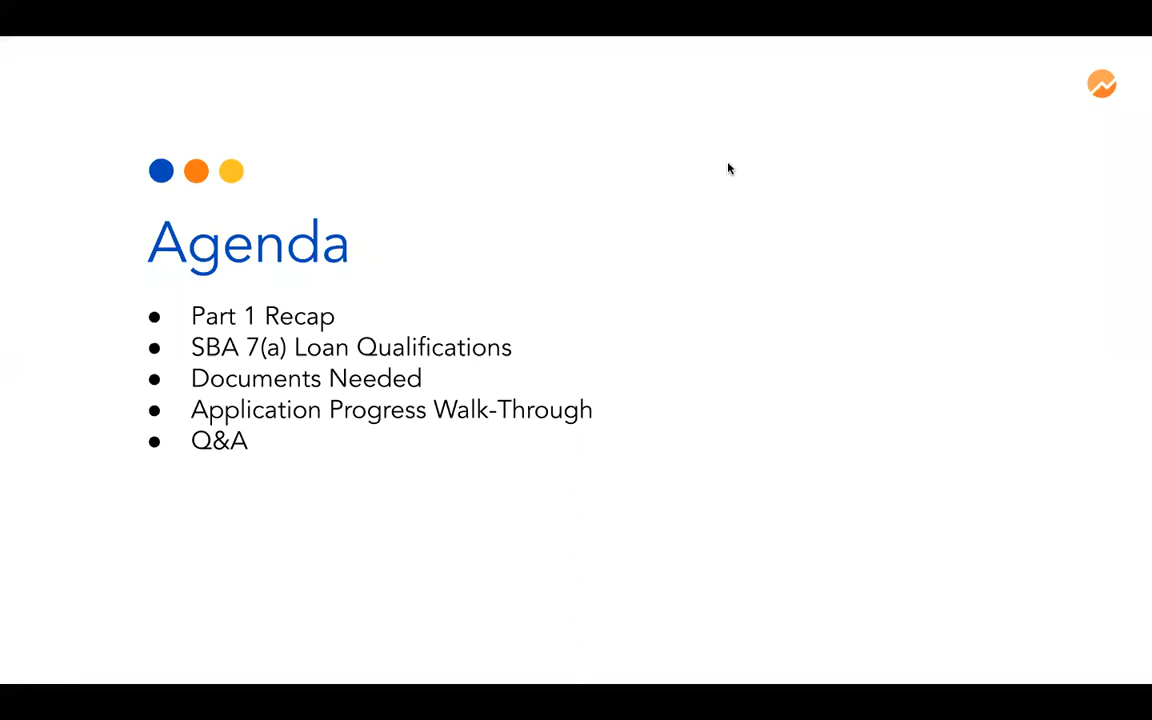 Agenda
● Part 1 Recap
● SBA 7(a) Loan Qualifications
● Documents Needed
● Application Progress Walk-Through
● Q&A